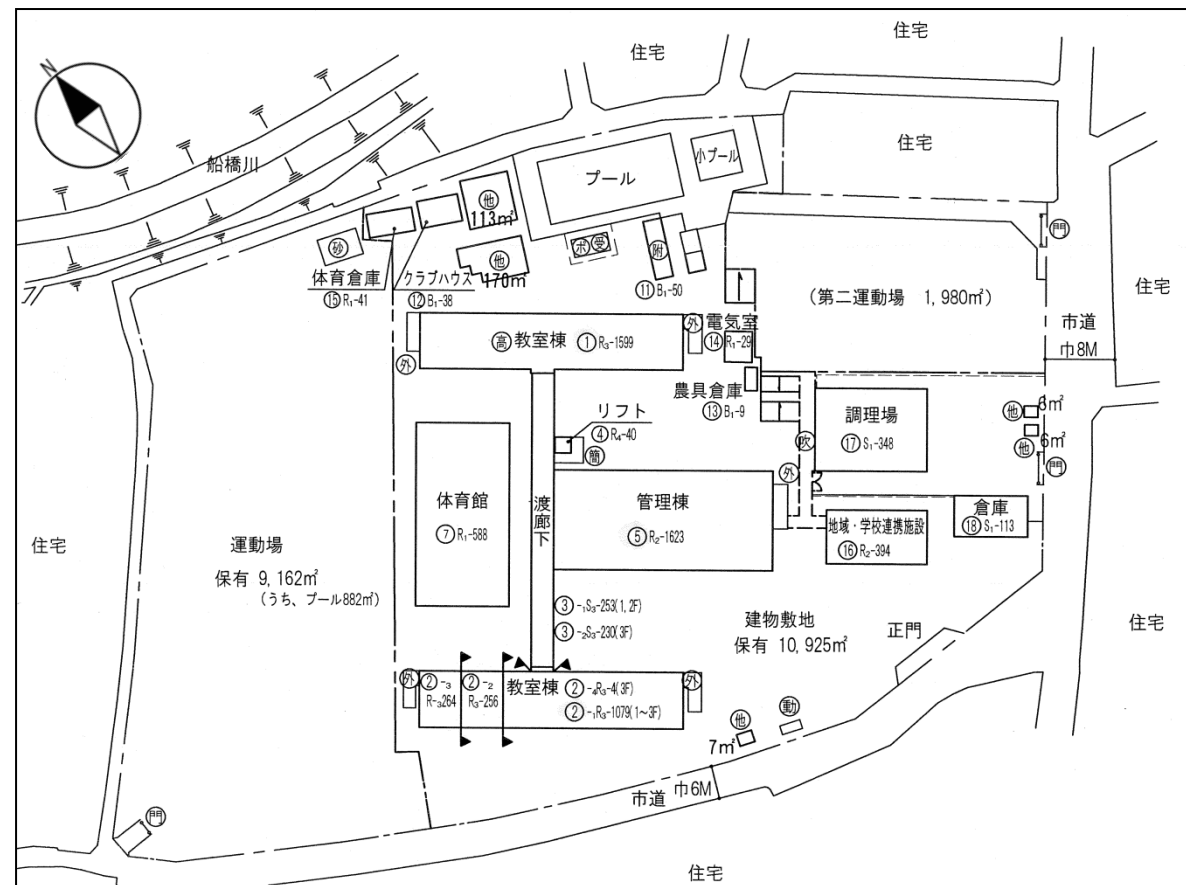 住宅
住宅
N
船橋川
プール
小プール
住宅
他
113㎡
砂
他
170㎡
ポ 受
附
門
体育倉庫
⑮R₁-41
クラブハウス
⑫B₁-38
⑪B₁-50
(第二運動場 1,980㎡)
住宅
市道
巾8M
外
高 教室棟 ①R₃-1599
外
電気室
⑭R₁-29
農具倉庫
⑬B₁-9
リフト
④R₄-40
簡
調理場
⑰S₁-348
吹
外
他
6㎡
他
6㎡
門
体育館
⑦R₁-588
渡廊下
管理棟
⑤R₂-1623
地域・学校連携施設
⑯R₂-394
倉庫
⑱S₁-113
住宅
運動場
保有 9,162㎡
(うち、プール882㎡)
③-₁S₃-253(1,2F)
③-₂S₃-230(3F)
建物敷地
保有 10,925㎡
正門
住宅
外
②-₃
R-₃264
②-₂
R₃-256
教室棟
②-₄R₃-4(3F)
②-₁R₃-1079(1～3F)
外
他
7㎡
動
市道 巾6M
門
住宅